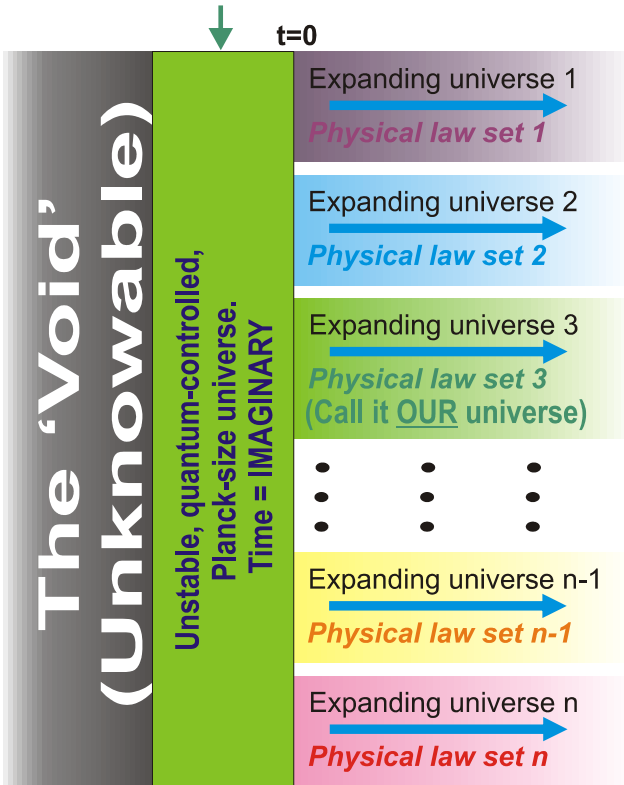 t=0
The 'Void'
(Unknowable)
Unstable, quantum-controlled,
Planck-size universe.
Time = IMAGINARY
Expanding universe 1
Physical law set 1
Expanding universe 2
Physical law set 2
Expanding universe 3
Physical law set 3
(Call it OUR universe)
Expanding universe n-1
Physical law set n-1
Expanding universe n
Physical law set n